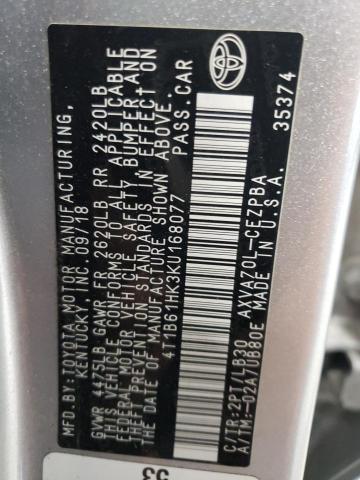 MFD. BY: TOYOTA MOTOR MANUFACTURING,
KENTUCKY, INC. 09/18
GVWR 4625LB GAWR, FR 2620LB RR 2420LB
THIS VEHICLE CONFORMS TO ALL APPLICABLE
FEDERAL MOTOR VEHICLE SAFETY, BUMPER, AND
THEFT PREVENTION STANDARDS IN EFFECT ON
THE DATE OF MANUFACTURE SHOWN ABOVE.
4T1B61HK3KU168077 PASS.CAR
C/TR:2PT/LB30 AXVA70L-CEZPBA
A/TM:-02A/UB80E MADE IN U.S.A.
35374
53